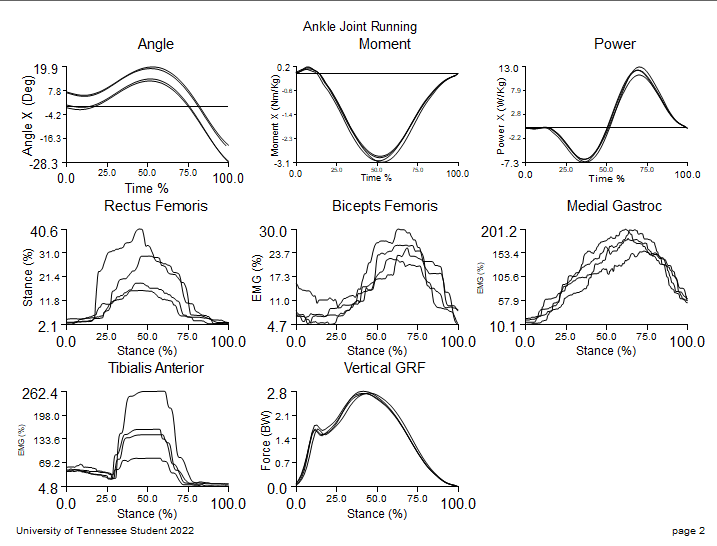 Ankle Joint Running
Angle
Moment
Power
19.9
7.8
-4.2
-16.3
-28.3
Angle X (Deg)
0.0 25.0 50.0 75.0 100.0
Time %
0.2
-0.6
-1.4
-2.3
-3.1
Moment X (Nm/Kg)
0.0 25.0 50.0 75.0 100.0
Time %
13.0
7.9
2.8
-2.2
-7.3
Power X (W/Kg)
0.0 25.0 50.0 75.0 100.0
Time %
Rectus Femoris
Bicepts Femoris
Medial Gastroc
40.6
31.0
21.4
11.8
2.1
Stance (%)
0.0 25.0 50.0 75.0 100.0
Stance (%)
30.0
23.7
17.3
11.0
4.7
EMG (%)
0.0 25.0 50.0 75.0 100.0
Stance (%)
201.2
153.4
105.6
57.9
10.1
EMG (%)
0.0 25.0 50.0 75.0 100.0
Stance (%)
Tibialis Anterior
Vertical GRF
262.4
198.0
133.6
69.2
4.8
EMG (%)
0.0 25.0 50.0 75.0 100.0
Stance (%)
2.8
2.1
1.4
0.7
0.0
Force (BW)
0.0 25.0 50.0 75.0 100.0
Stance (%)
University of Tennessee Student 2022
page 2